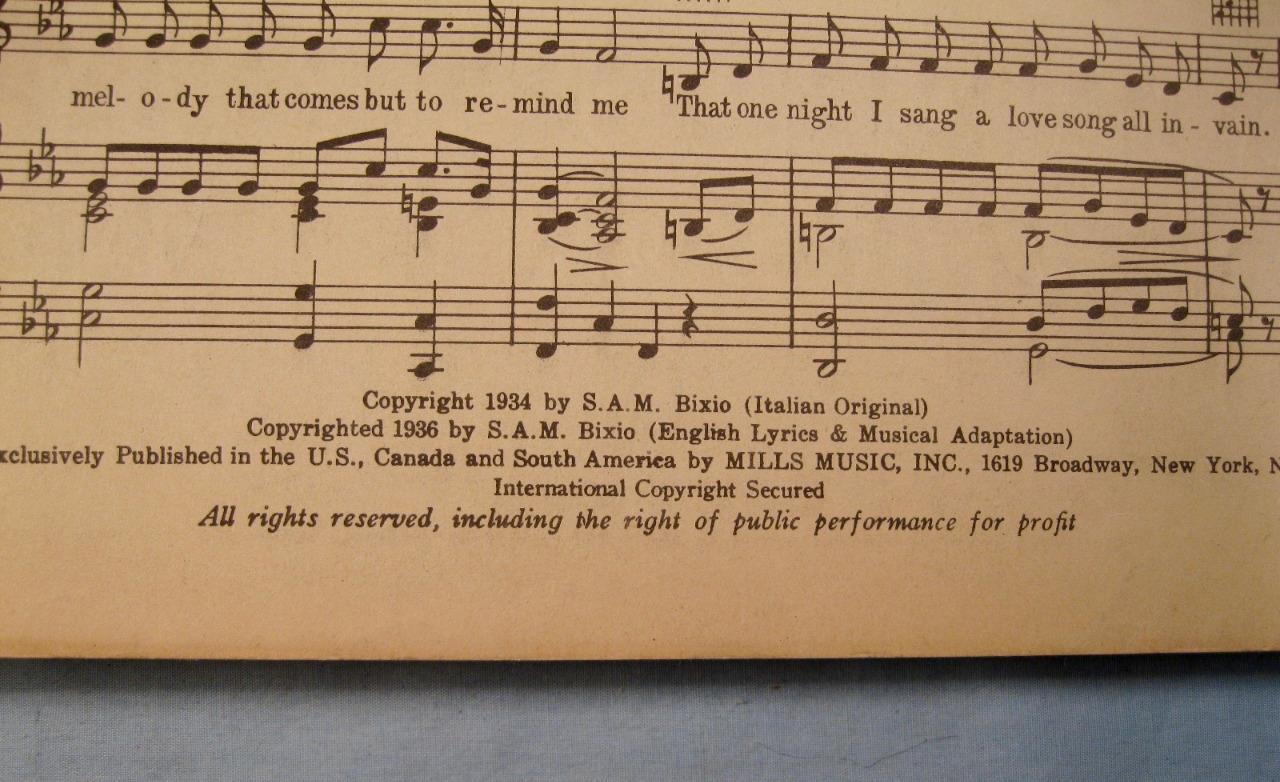 mel- o - dy that comes but to re - mind me That one night I sang a love song all in - vain.
Copyright 1934 by S.A.M. Bixio (Italian Original)
Copyrighted 1936 by S.A.M. Bixio (English Lyrics & Musical Adaptation)
xclusively Published in the U.S., Canada and South America by MILLS MUSIC, INC., 1619 Broadway, New York, N
International Copyright Secured
All rights reserved, including the right of public performance for profit